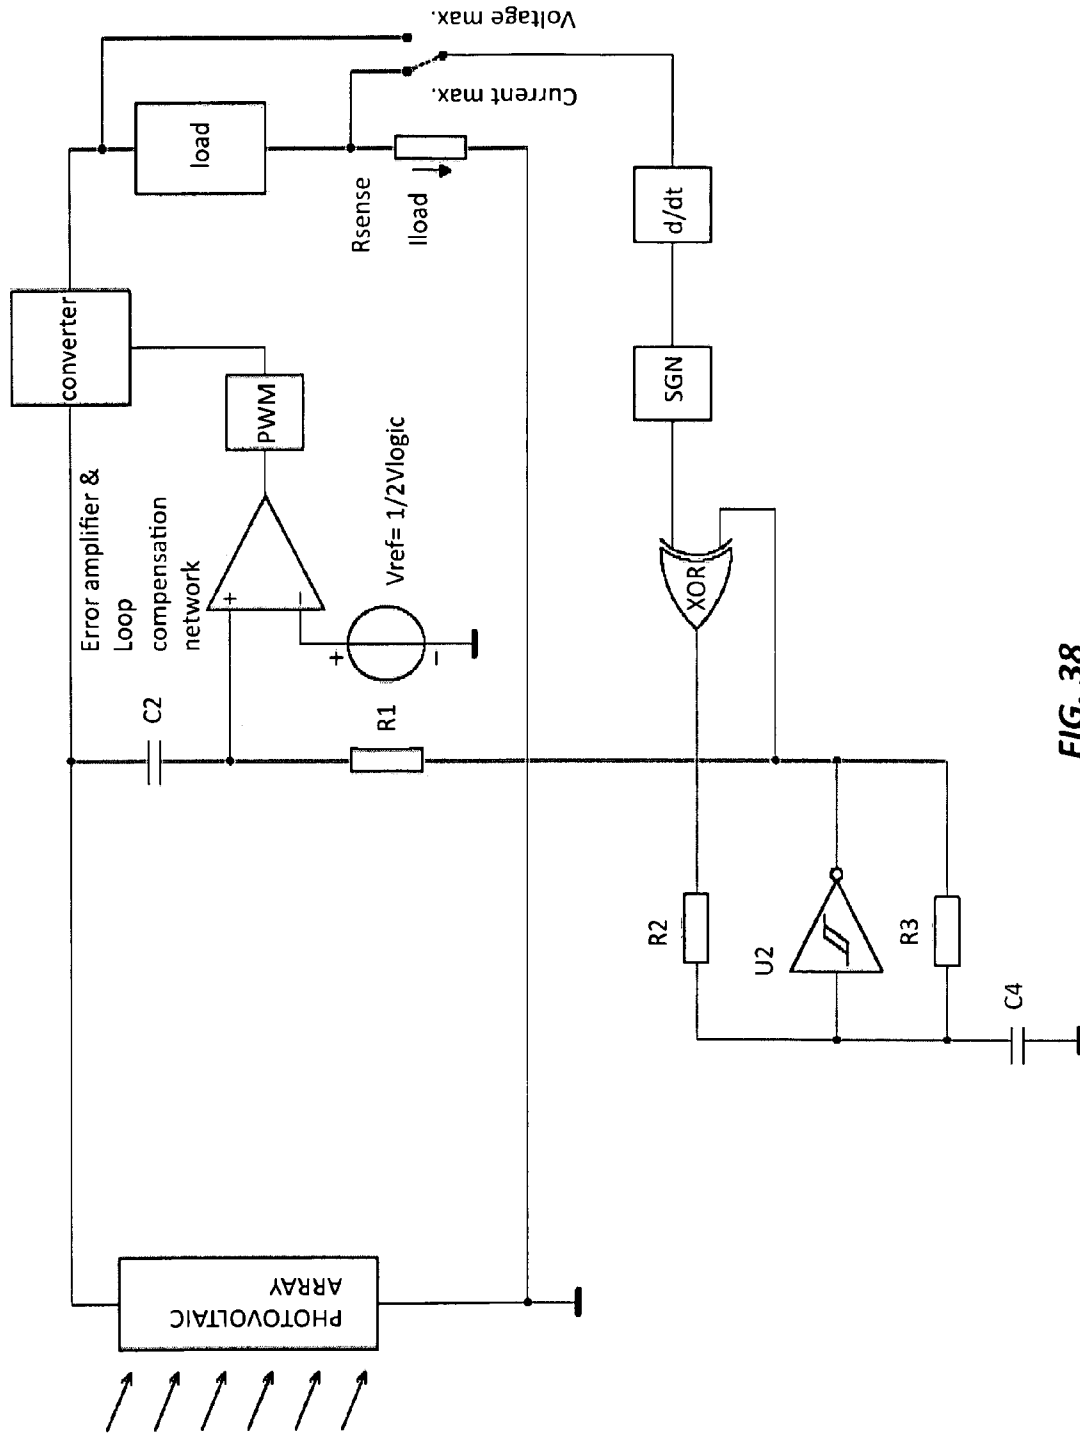 Voltage max.
Current max.
load
Rsense
Iload
converter
d/dt
SGN
PWM
Error amplifier &
Loop
compensation
network
+
−
Vref= 1/2Vlogic
+
−
XOR
C2
R1
R2
U2
R3
C4
PHOTOVOLTAIC
ARRAY
FIG. 38